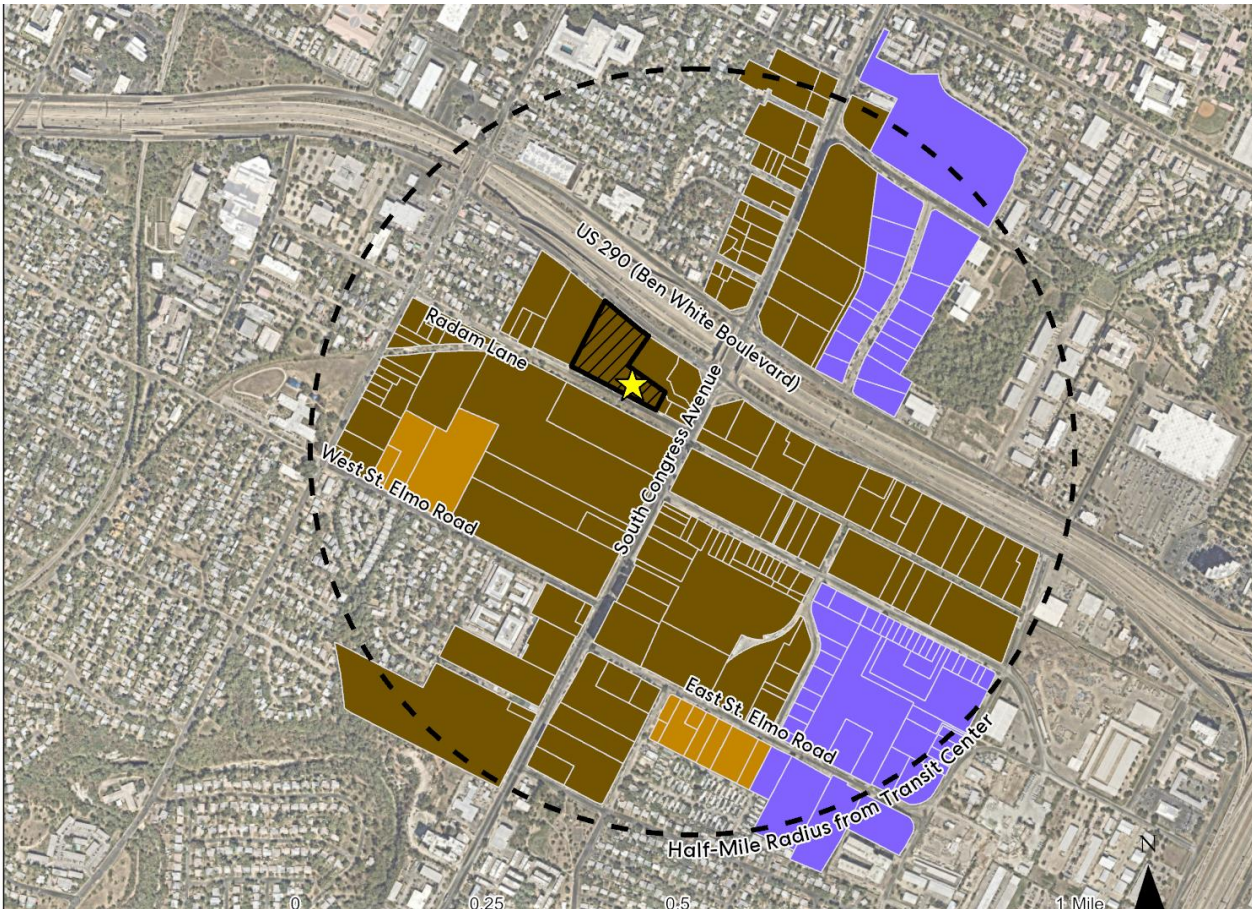 US 290 (Ben White Boulevard)
Radam Lane
South Congress Avenue
West St. Elmo Road
East St. Elmo Road
Half-Mile Radius from Transit Center
N
0 0.25 0.5 1 Mile